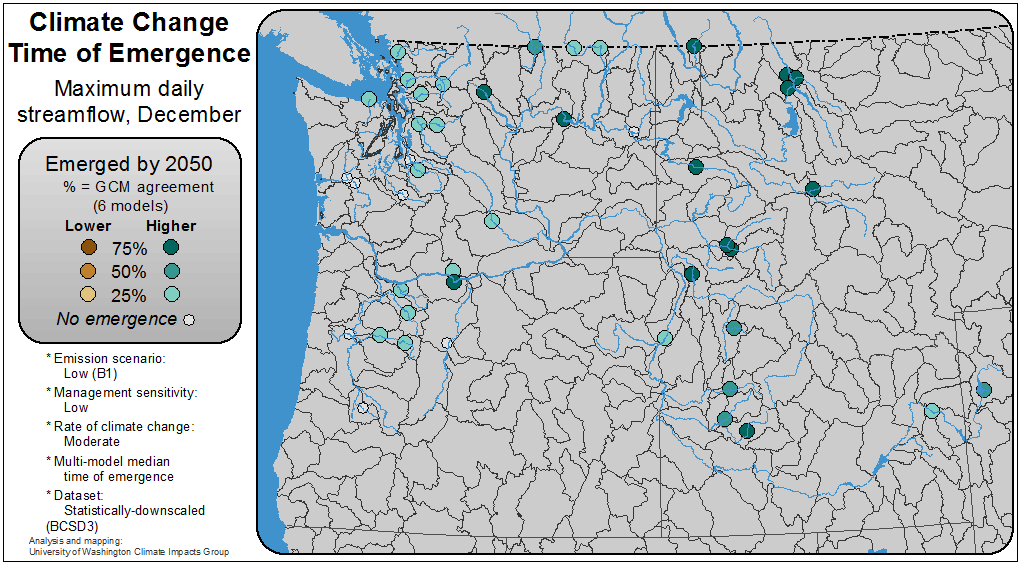 Climate Change
Time of Emergence
Maximum daily
streamflow, December
Emerged by 2050
% = GCM agreement
(6 models)
Lower Higher
75%
50%
25%
No emergence
* Emission scenario:
Low (B1)
* Management sensitivity:
Low
* Rate of climate change:
Moderate
* Multi-model median
time of emergence
* Dataset:
Statistically-downscaled
(BCSD3)
Analysis and mapping:
University of Washington Climate Impacts Group